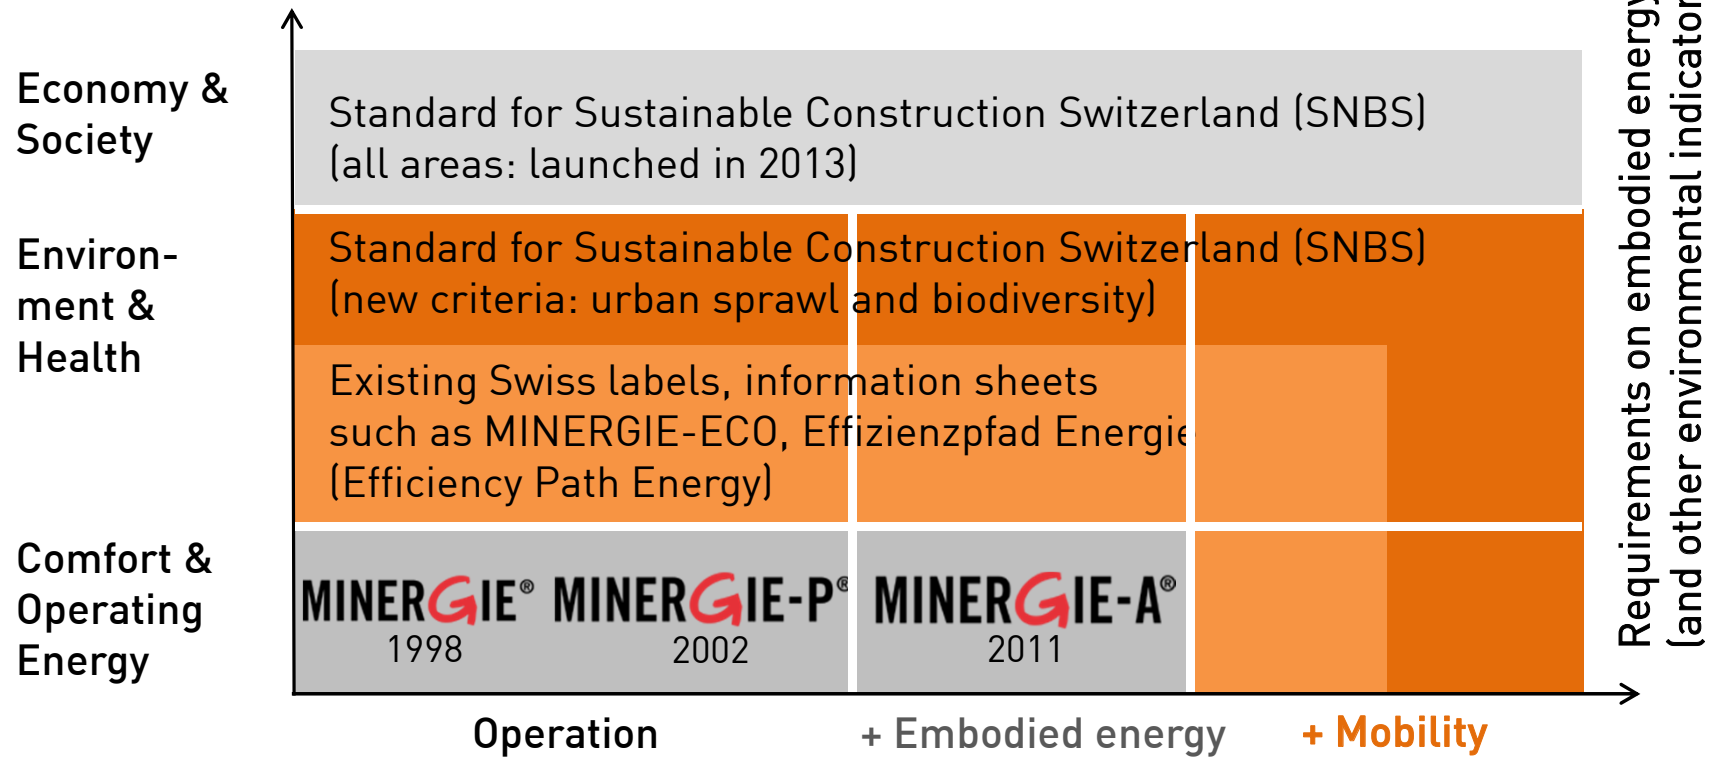 Economy &
Society
Standard for Sustainable Construction Switzerland (SNBS)
(all areas: launched in 2013)
Environ-
ment &
Health
Standard for Sustainable Construction Switzerland (SNBS)
(new criteria: urban sprawl and biodiversity)
Existing Swiss labels, information sheets
such as MINERGIE-ECO, Effizienzpfad Energie
(Efficiency Path Energy)
Comfort &
Operating
Energy
MINERGIE® MINERGIE-P® MINERGIE-A®
1998 2002 2011
Operation + Embodied energy + Mobility
Requirements on embodied energy
(and other environmental indicator